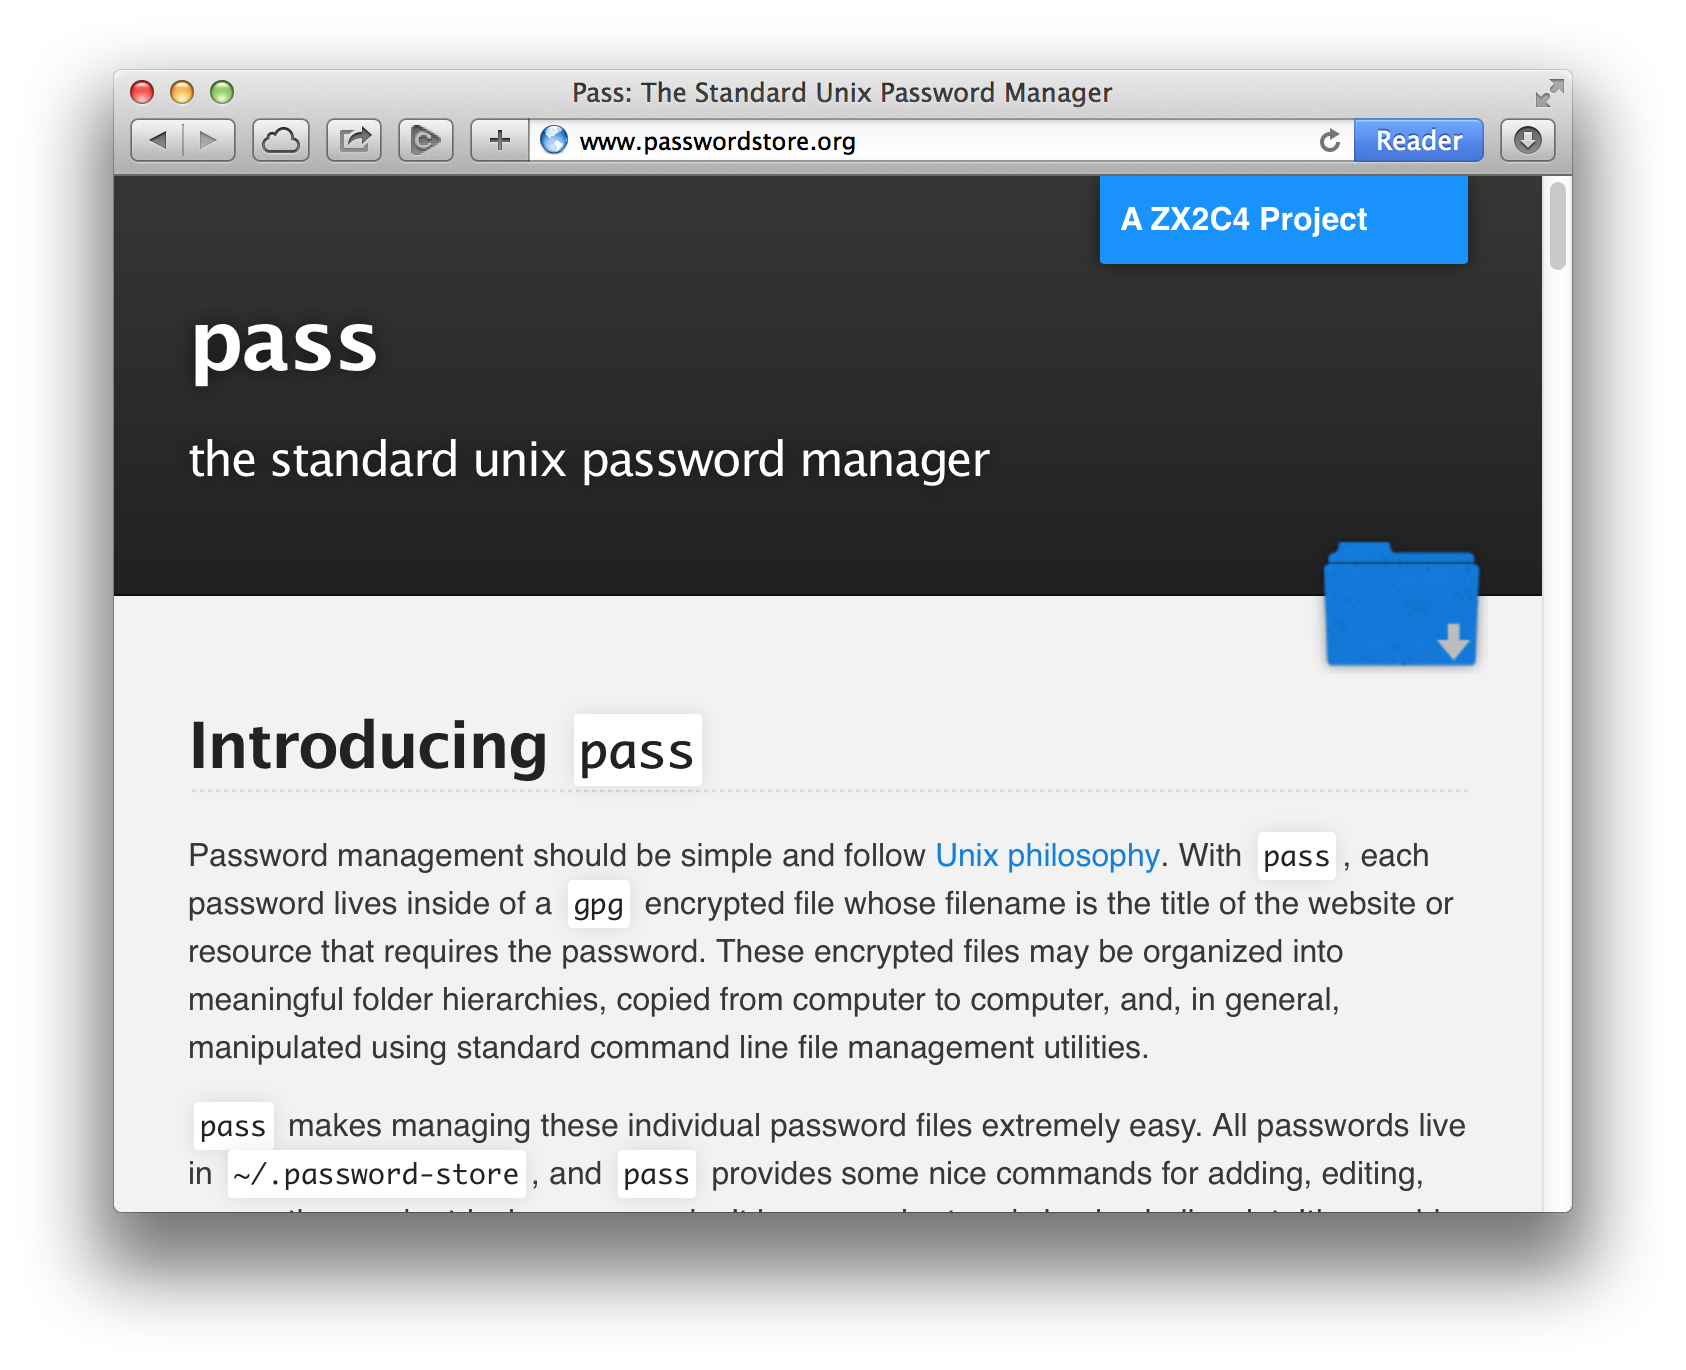 Pass: The Standard Unix Password Manager
www.passwordstore.org
Reader
A ZX2C4 Project
pass
the standard unix password manager
Introducing pass
Password management should be simple and follow Unix philosophy. With pass, each
password lives inside of a gpg encrypted file whose filename is the title of the website or
resource that requires the password. These encrypted files may be organized into
meaningful folder hierarchies, copied from computer to computer, and, in general,
manipulated using standard command line file management utilities.
pass makes managing these individual password files extremely easy. All passwords live
in ~/.password-store, and pass provides some nice commands for adding, editing,